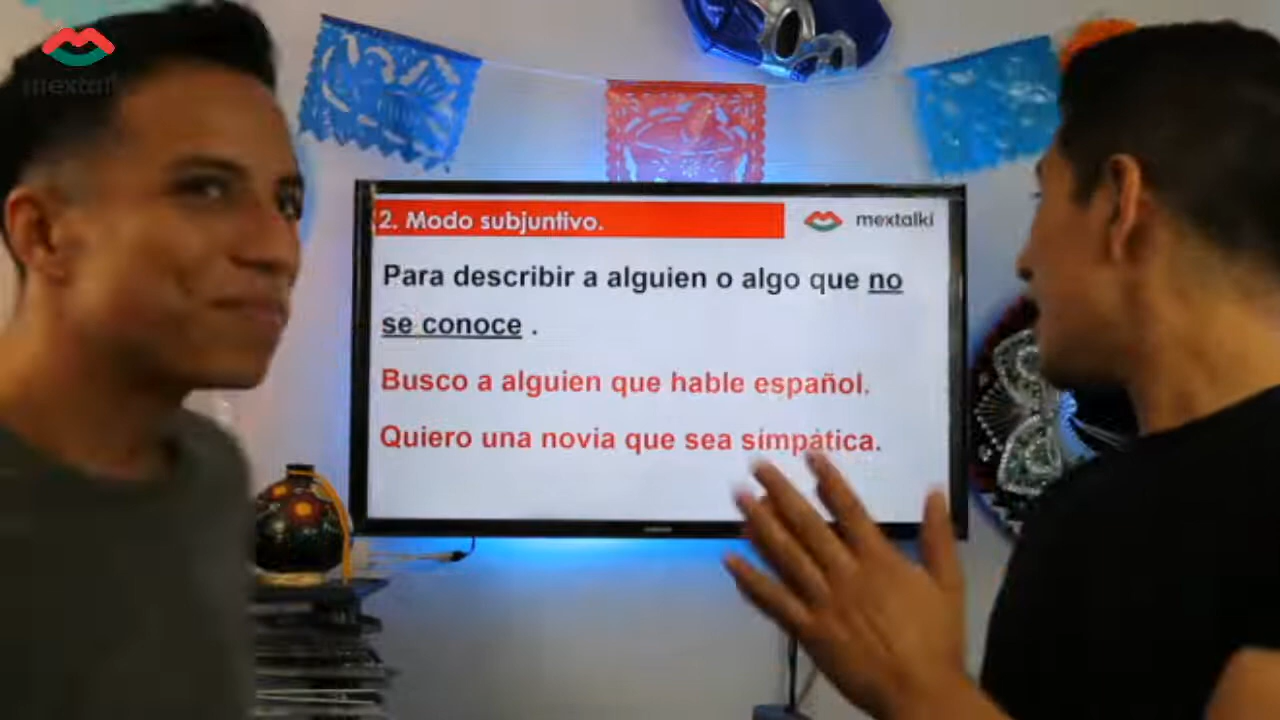 mextalki
2. Modo subjuntivo.
mextalki
Para describir a alguien o algo que no
se conoce .
Busco a alguien que hable español.
Quiero una novia que sea simpática.